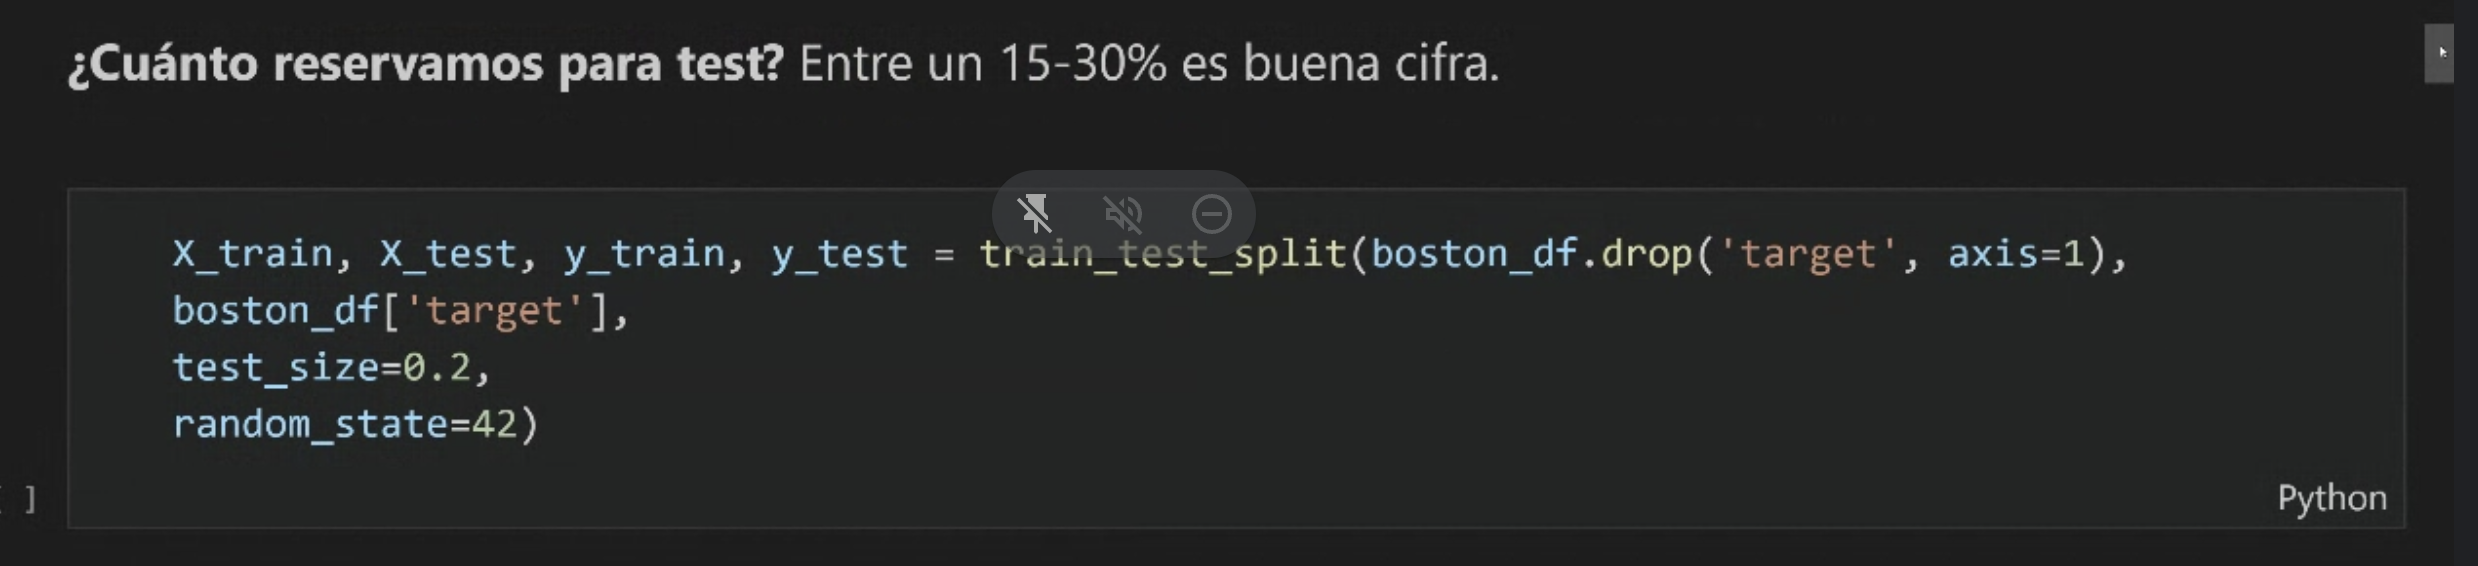 ¿Cuánto reservamos para test? Entre un 15-30% es buena cifra.
X_train, X_test, y_train, y_test = train_test_split(boston_df.drop('target', axis=1),
boston_df['target'],
test_size=0.2,
random_state=42)
[ ]
Python